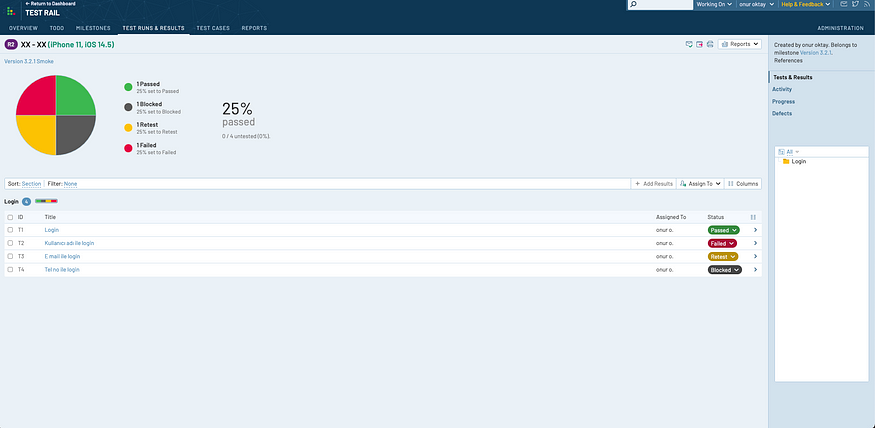 ← Return to Dashboard
TEST RAIL
Working On
onur oktay
Help & Feedback
OVERVIEW TODO MILESTONES TEST RUNS & RESULTS TEST CASES REPORTS ADMINISTRATION
R2 XX - XX (iPhone 11, iOS 14.5)
Reports
Version 3.2.1 Smoke
1 Passed
25% set to Passed
1 Blocked
25% set to Blocked
1 Retest
25% set to Retest
1 Failed
25% set to Failed
25%
passed
0 / 4 untested (0%).
Created by onur oktay. Belongs to
milestone Version 3.2.1.
References
Tests & Results
Activity
Progress
Defects
All
Login
Sort: Section Filter: None
Add Results Assign To Columns
Login 4
ID Title Assigned To Status
T1 Login onur o. Passed
T2 Kullanıcı adı ile login onur o. Failed
T3 E mail ile login onur o. Retest
T4 Tel no ile login onur o. Blocked